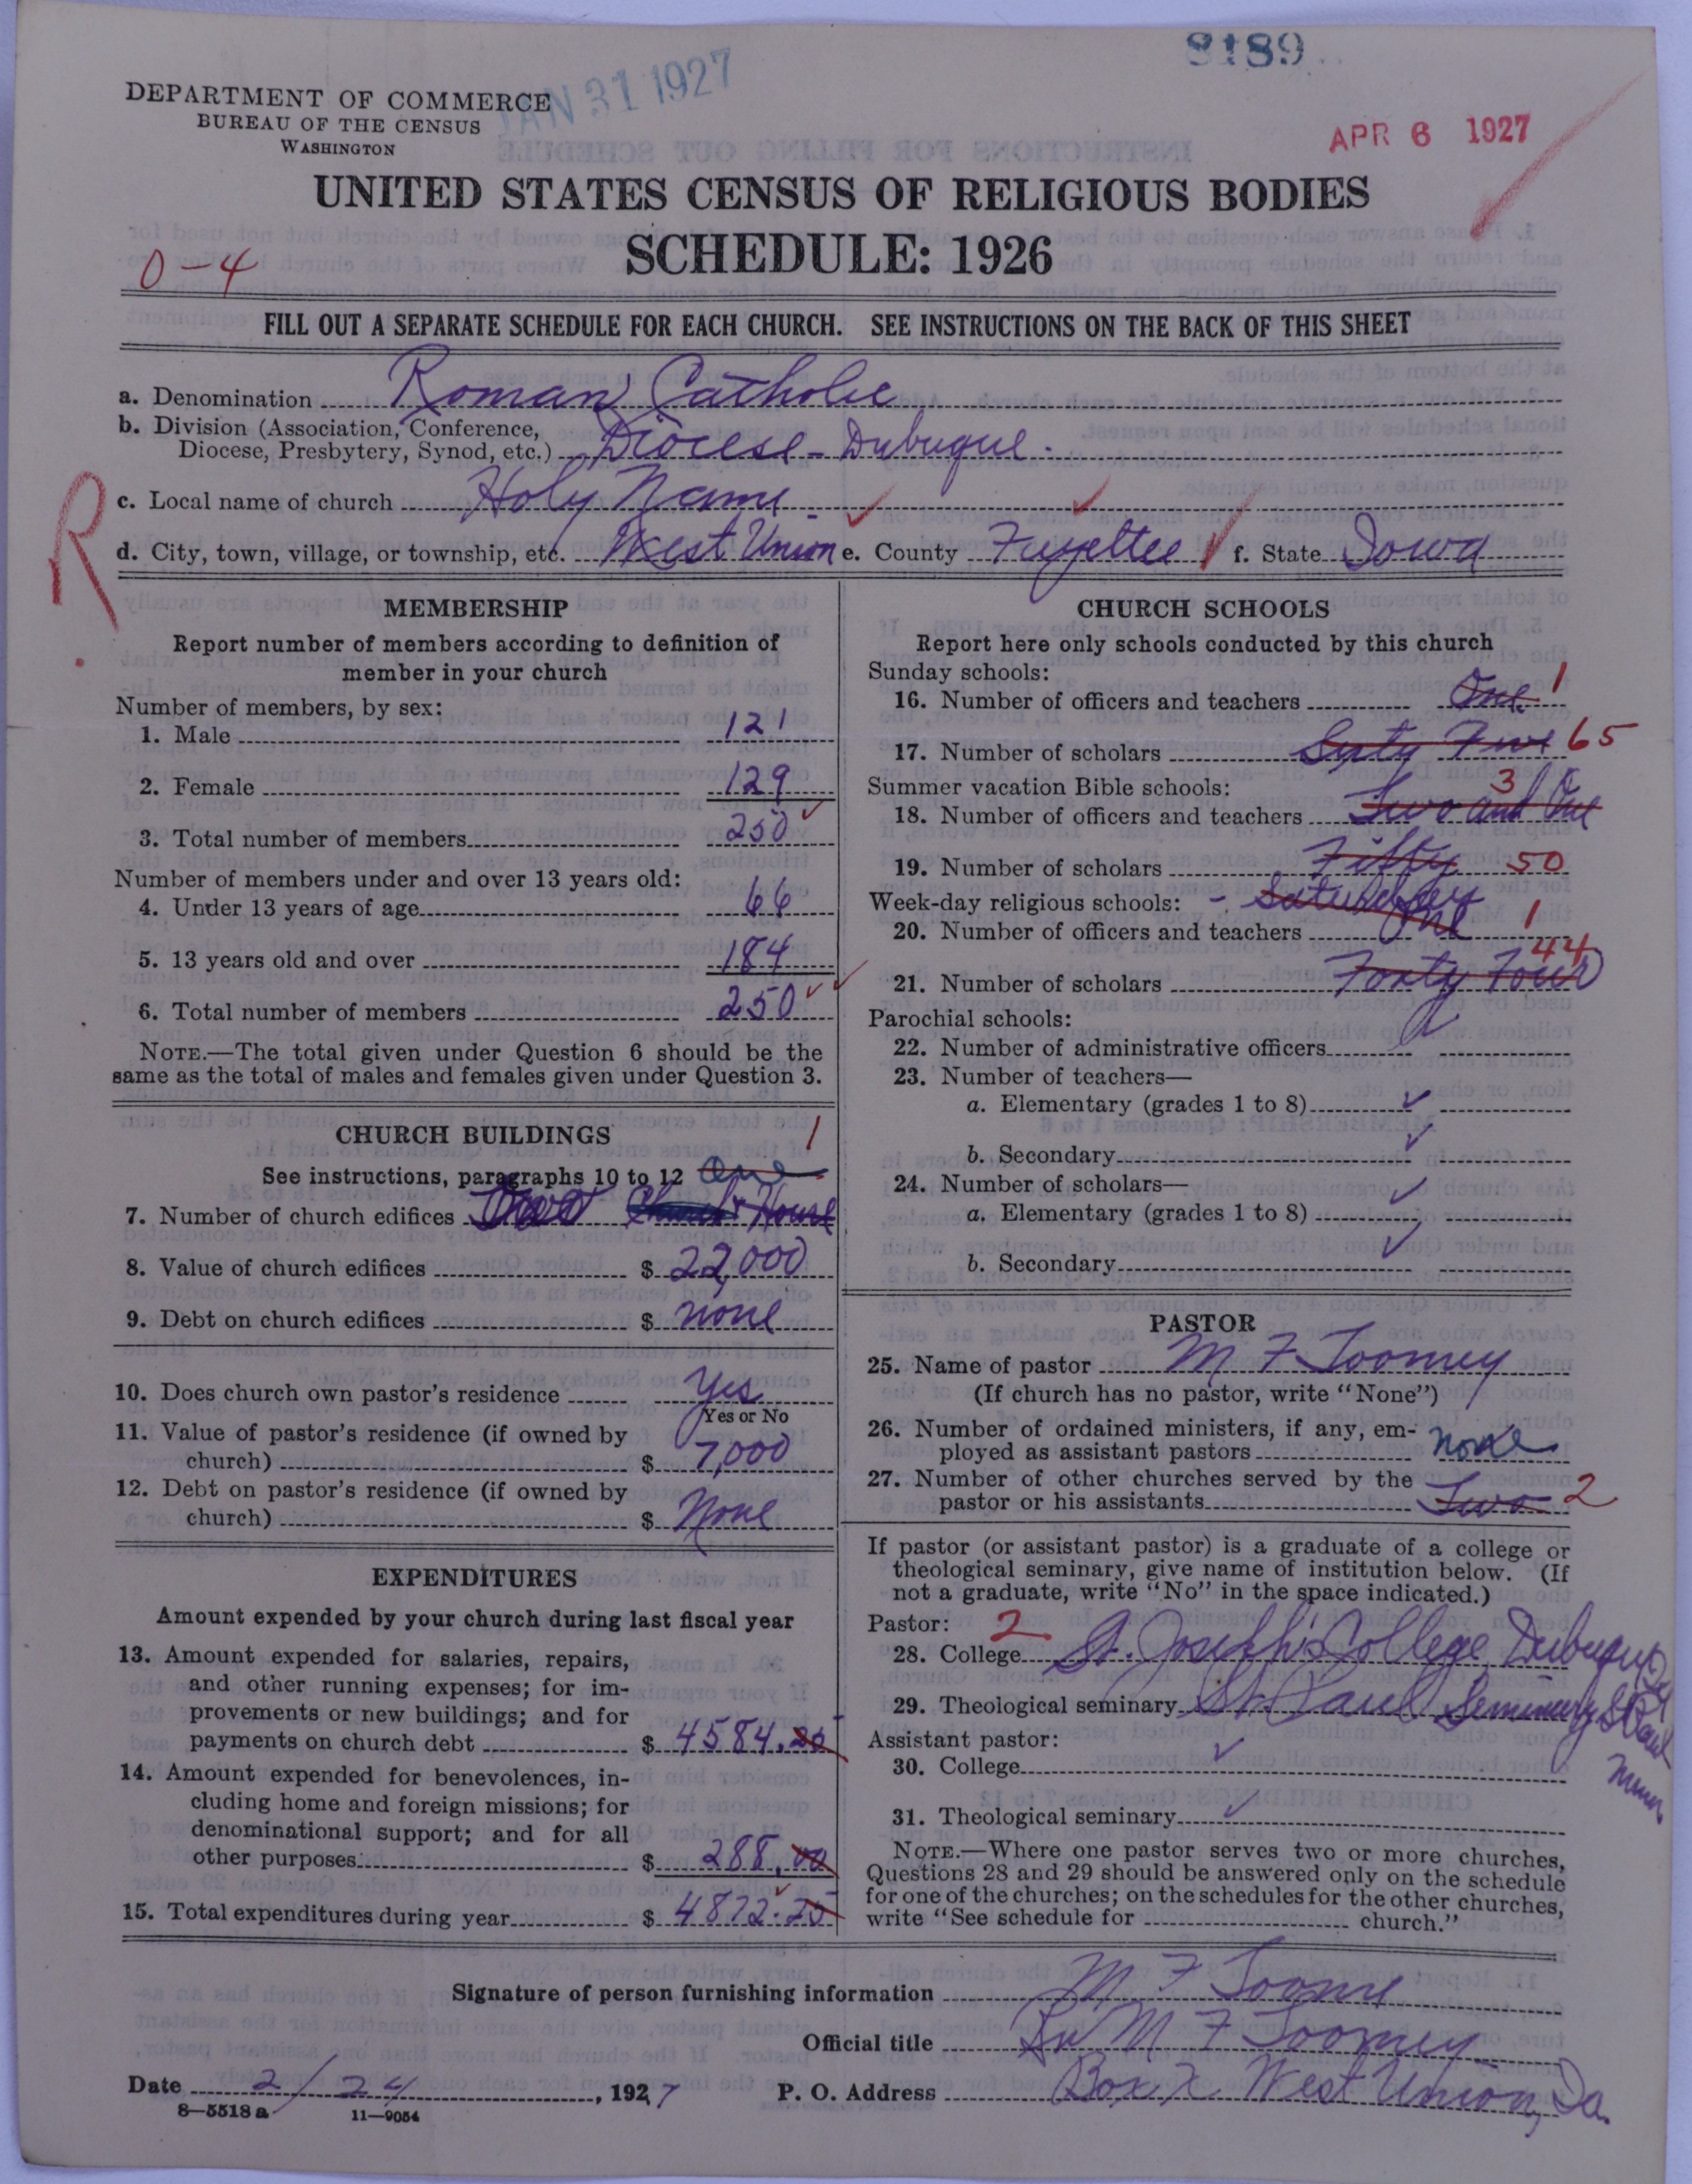 9189
JAN 31 1927
DEPARTMENT OF COMMERCE
BUREAU OF THE CENSUS
WASHINGTON
APR 6 1927
UNITED STATES CENSUS OF RELIGIOUS BODIES
SCHEDULE: 1926
0-4
FILL OUT A SEPARATE SCHEDULE FOR EACH CHURCH. SEE INSTRUCTIONS ON THE BACK OF THIS SHEET
a. Denomination Roman Catholic
b. Division (Association, Conference,
Diocese, Presbytery, Synod, etc.) Diocese - Dubuque.
R
c. Local name of church Holy Name
d. City, town, village, or township, etc. West Union e. County Fayette f. State Iowa
MEMBERSHIP
Report number of members according to definition of
member in your church
Number of members, by sex:
1. Male 121
2. Female 129
3. Total number of members 250
Number of members under and over 13 years old:
4. Under 13 years of age 66
5. 13 years old and over 184
6. Total number of members 250
NOTE.—The total given under Question 6 should be the
same as the total of males and females given under Question 3.
CHURCH BUILDINGS 1
See instructions, paragraphs 10 to 12 One
7. Number of church edifices House
8. Value of church edifices $ 22,000
9. Debt on church edifices $ none
10. Does church own pastor's residence Yes
Yes or No
11. Value of pastor's residence (if owned by
church) $ 7,000
12. Debt on pastor's residence (if owned by
church) $ None
EXPENDITURES
Amount expended by your church during last fiscal year
13. Amount expended for salaries, repairs,
and other running expenses; for im-
provements or new buildings; and for
payments on church debt $ 4584.25
14. Amount expended for benevolences, in-
cluding home and foreign missions; for
denominational support; and for all
other purposes $ 288.00
15. Total expenditures during year $ 4872.25
CHURCH SCHOOLS
Report here only schools conducted by this church
Sunday schools:
16. Number of officers and teachers One 1
17. Number of scholars Sixty Five 65
Summer vacation Bible schools: 3
18. Number of officers and teachers Two and One
19. Number of scholars Fifty 50
Week-day religious schools: - Saturday
20. Number of officers and teachers One 1
21. Number of scholars Forty Four 44
Parochial schools:
22. Number of administrative officers
23. Number of teachers—
a. Elementary (grades 1 to 8)
b. Secondary
24. Number of scholars—
a. Elementary (grades 1 to 8)
b. Secondary
PASTOR
25. Name of pastor M F Toomey
(If church has no pastor, write "None")
26. Number of ordained ministers, if any, em-
ployed as assistant pastors none
27. Number of other churches served by the
pastor or his assistants Two 2
If pastor (or assistant pastor) is a graduate of a college or
theological seminary, give name of institution below. (If
not a graduate, write "No" in the space indicated.)
Pastor: 2
28. College St. Joseph's College Dubuque Ia
29. Theological seminary St Paul Seminary St Paul
Minn
Assistant pastor:
30. College
31. Theological seminary
NOTE.—Where one pastor serves two or more churches,
Questions 28 and 29 should be answered only on the schedule
for one of the churches; on the schedules for the other churches,
write "See schedule for church."
Signature of person furnishing information M F Toomey
Official title M F Toomey
Date 2/24, 1927 P. O. Address Box X West Union, Ia.
8-5518 a 11-9054